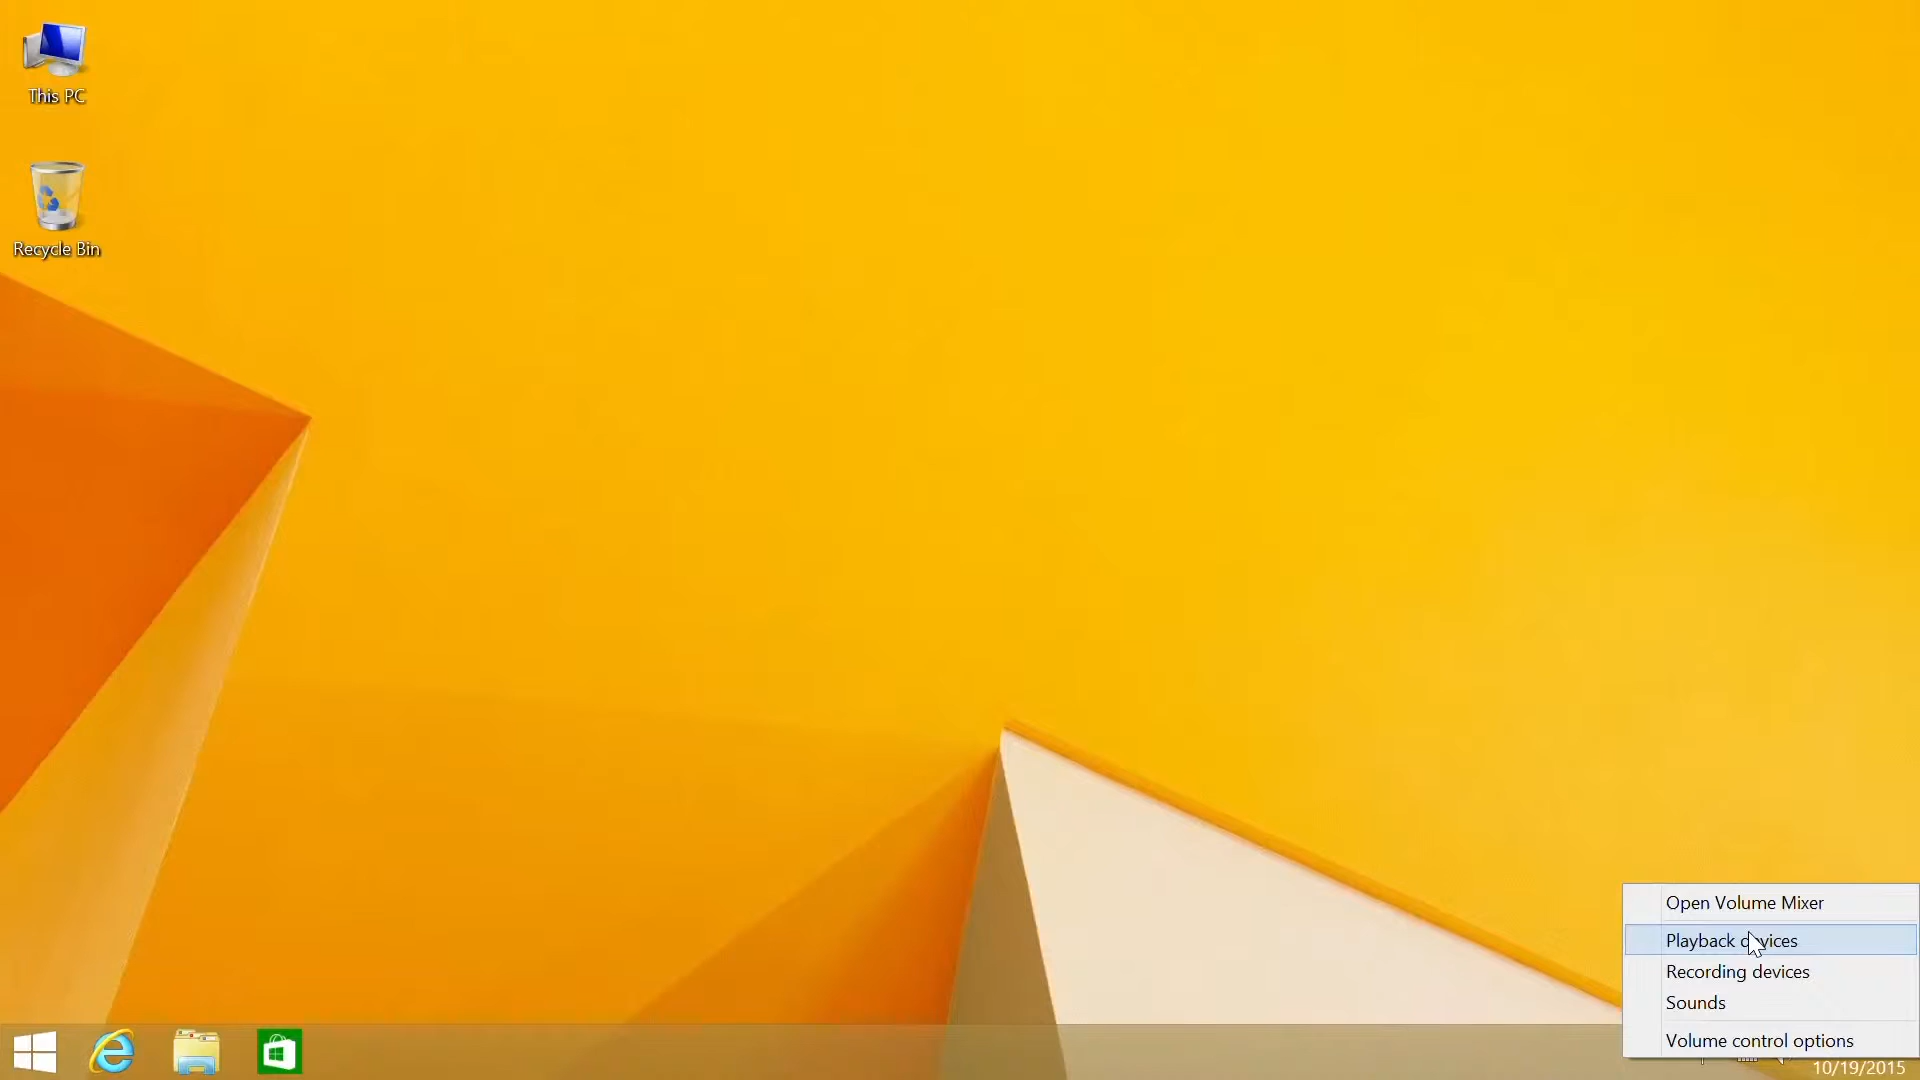 This PC
Recycle Bin
Open Volume Mixer
Playback devices
Recording devices
Sounds
Volume control options
10/19/2015